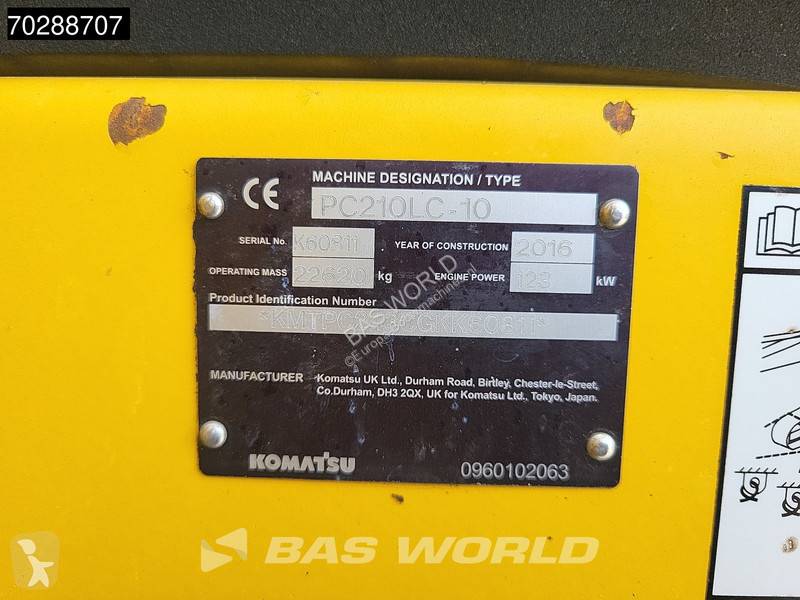 70288707
CE
MACHINE DESIGNATION / TYPE
PC210LC-10
SERIAL No. K60811 YEAR OF CONSTRUCTION 2016
OPERATING MASS 22620 kg ENGINE POWER 123 kW
Product Identification Number
BAS WORLD
MANUFACTURER Komatsu UK Ltd., Durham Road, Birtley, Chester-le-Street,
Co.Durham, DH3 2QX, UK for Komatsu Ltd., Tokyo, Japan.
KOMATSU 0960102063
BAS WORLD